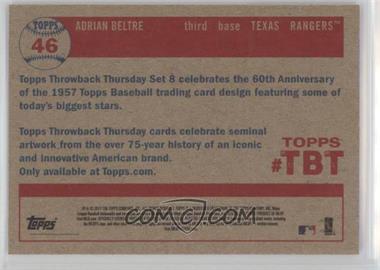 TOPPS
46
ADRIAN BELTRE third base TEXAS RANGERS™
Topps Throwback Thursday Set 8 celebrates the 60th Anniversary
of the 1957 Topps Baseball trading card design featuring some of
today's biggest stars.
Topps Throwback Thursday cards celebrate seminal
artwork from the over 75-year history of an iconic
and innovative American brand.
Only available at Topps.com.
TOPPS
#TBT
Topps